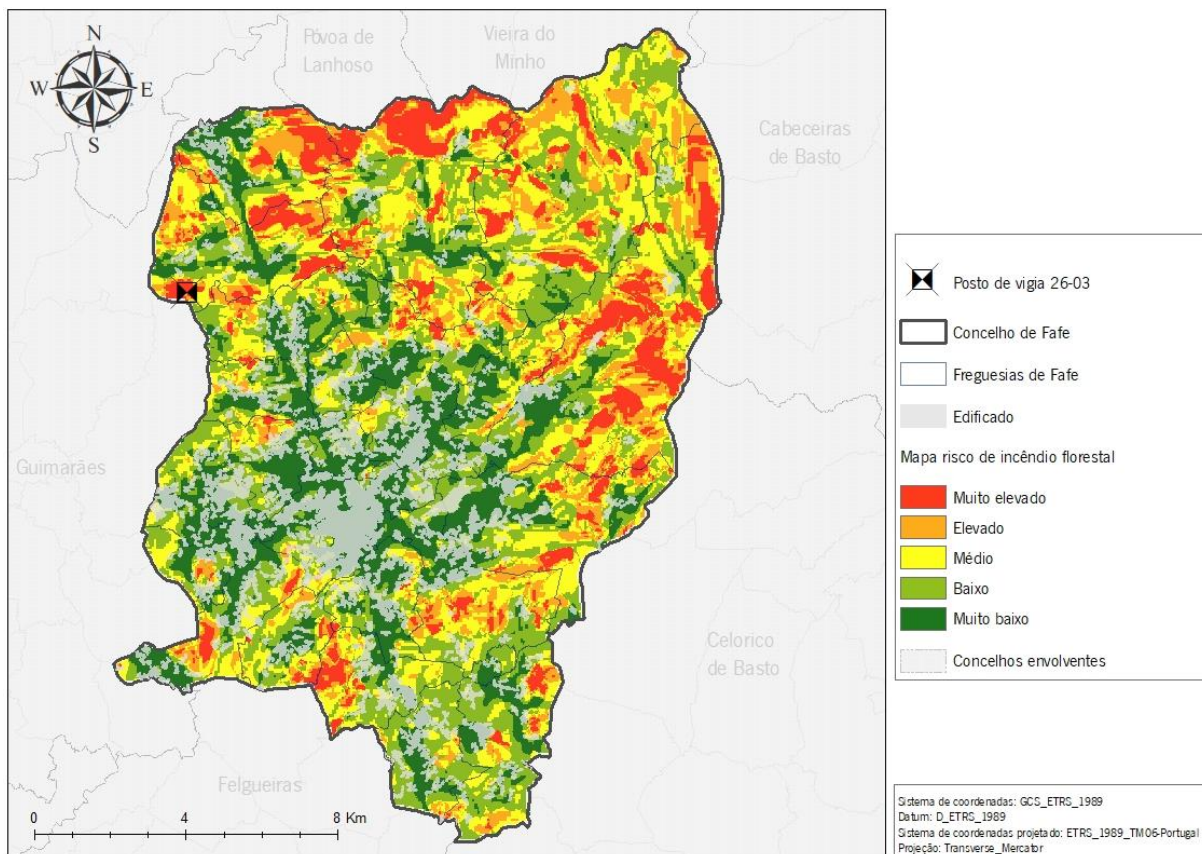 N
W
E
S
Póvoa de
Lanhoso
Vieira do
Minho
Cabeceiras
de Basto
Guimarães
Celorico
de Basto
Felgueiras
0 4 8 Km
Posto de vigia 26-03
Concelho de Fafe
Freguesias de Fafe
Edificado
Mapa risco de incêndio florestal
Muito elevado
Elevado
Médio
Baixo
Muito baixo
Concelhos envolventes
Sistema de coordenadas: GCS_ETRS_1989
Datum: D_ETRS_1989
Sistema de coordenadas projetado: ETRS_1989_TM06-Portugal
Projeção: Transverse_Mercator